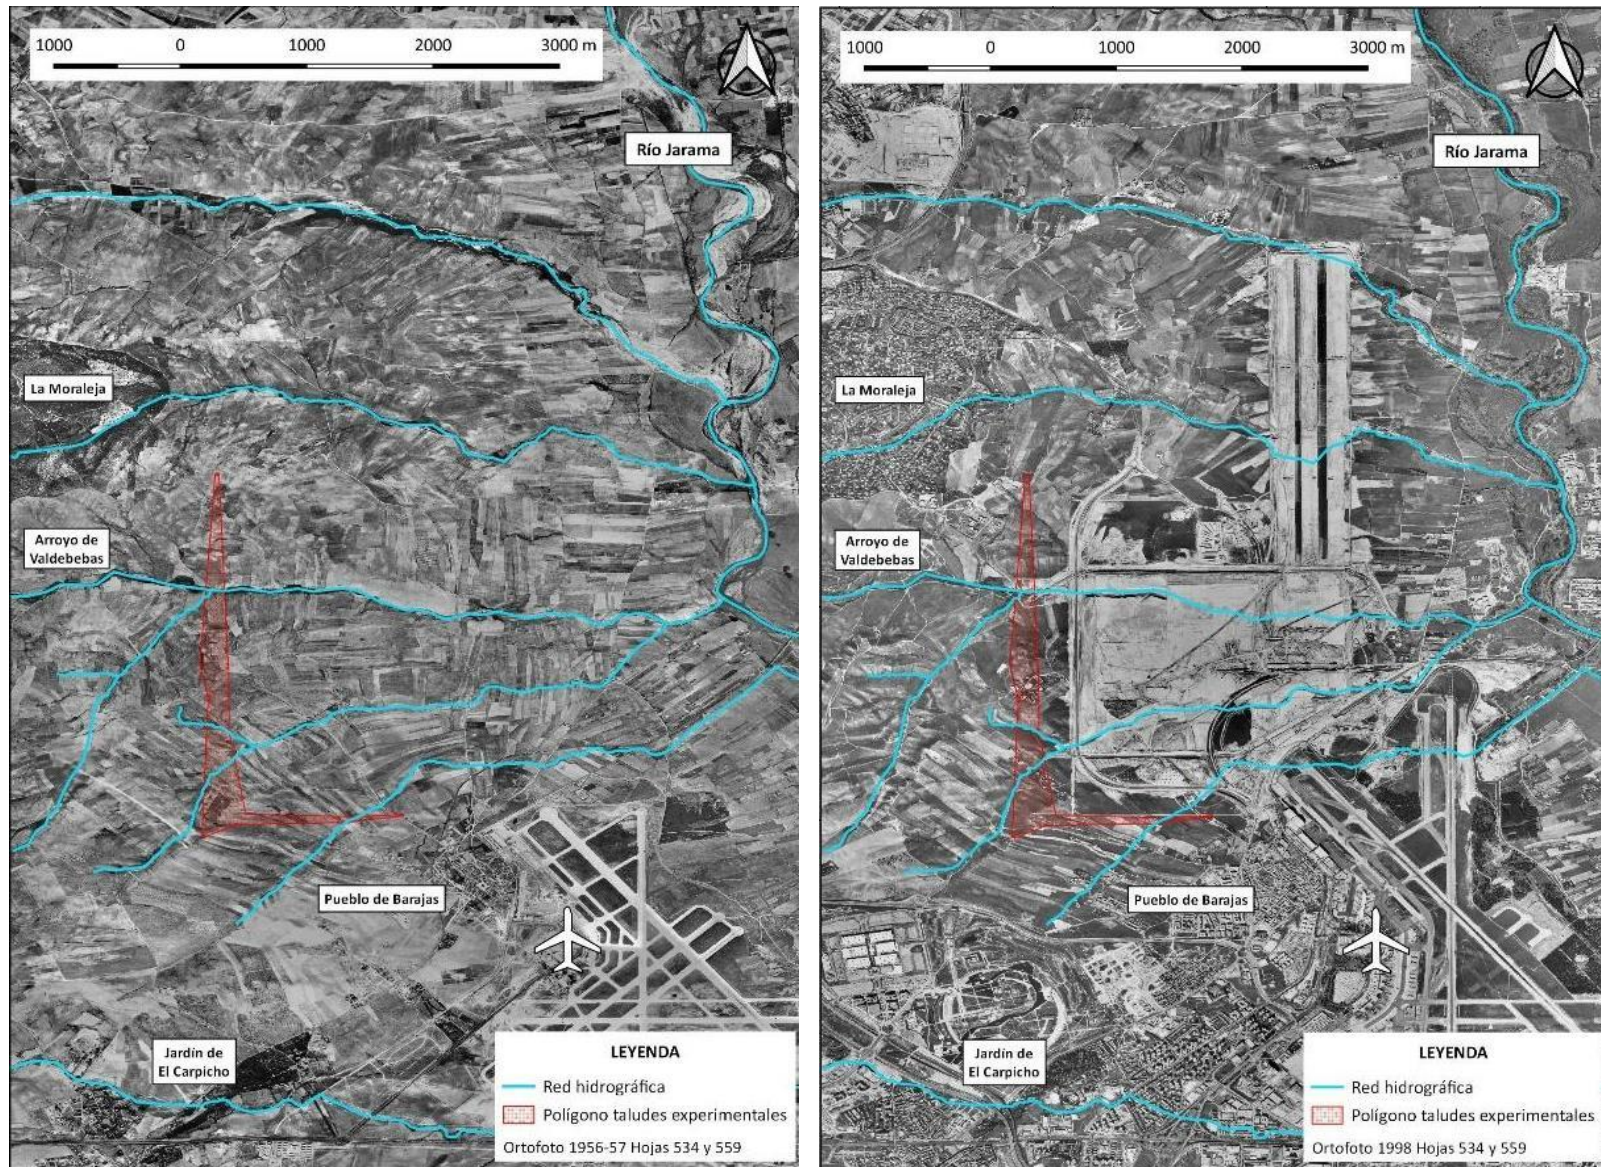 1000 0 1000 2000 3000 m
Río Jarama
La Moraleja
Arroyo de
Valdebebas
Pueblo de Barajas
Jardín de
El Carpicho
LEYENDA
Red hidrográfica
Polígono taludes experimentales
Ortofoto 1956-57 Hojas 534 y 559
1000 0 1000 2000 3000 m
Río Jarama
La Moraleja
Arroyo de
Valdebebas
Pueblo de Barajas
Jardín de
El Carpicho
LEYENDA
Red hidrográfica
Polígono taludes experimentales
Ortofoto 1998 Hojas 534 y 559